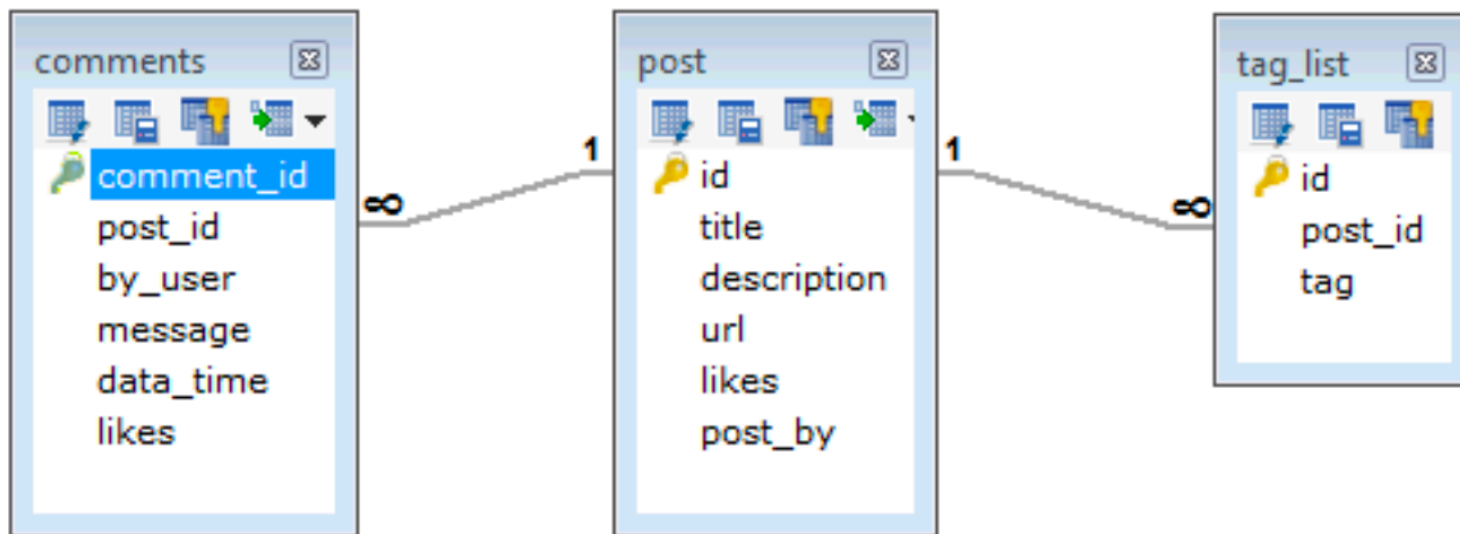 comments
comment_id
post_id
by_user
message
data_time
likes
∞
1
post
id
title
description
url
likes
post_by
1
∞
tag_list
id
post_id
tag